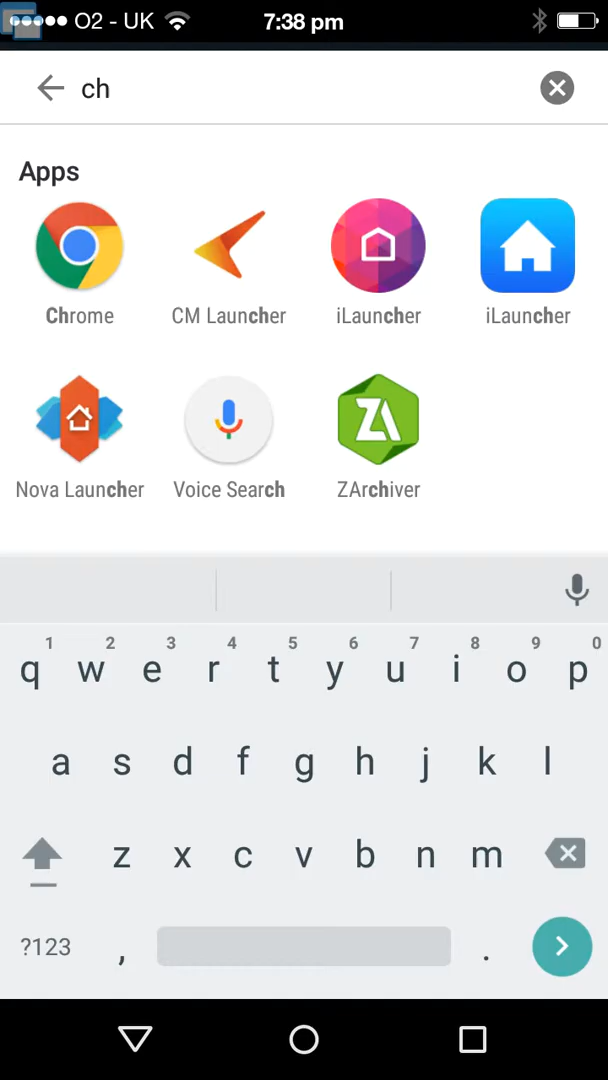 O2 - UK 7:38 pm
ch
Apps
Chrome CM Launcher iLauncher iLauncher
ZA
Nova Launcher Voice Search ZArchiver
1 2 3 4 5 6 7 8 9 0
q w e r t y u i o p
a s d f g h j k l
z x c v b n m
?123 , .